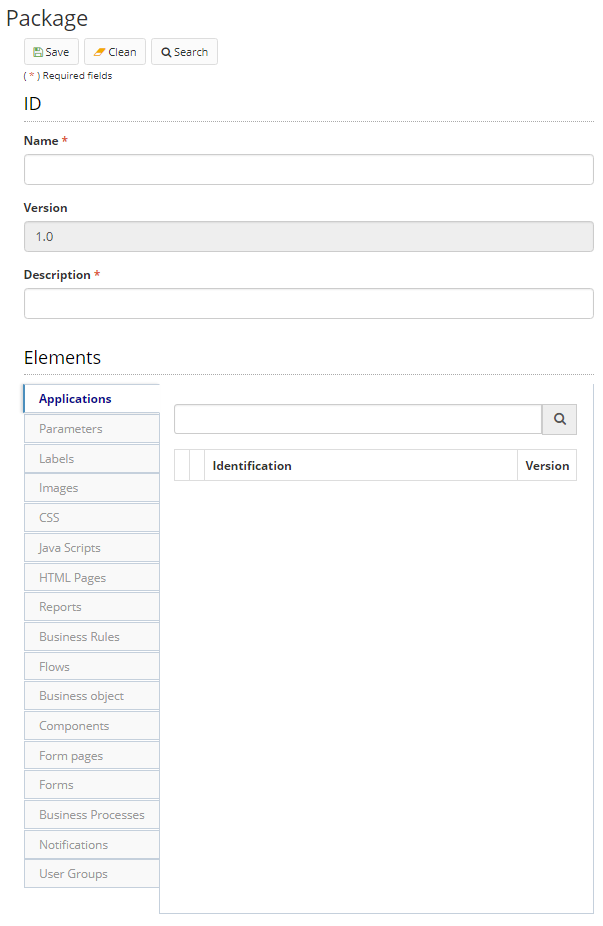 Package
Save Clean Search
( * ) Required fields
ID
Name *
Version
1.0
Description *
Elements
Applications
Parameters
Labels
Images
CSS
Java Scripts
HTML Pages
Reports
Business Rules
Flows
Business object
Components
Form pages
Forms
Business Processes
Notifications
User Groups
Identification Version